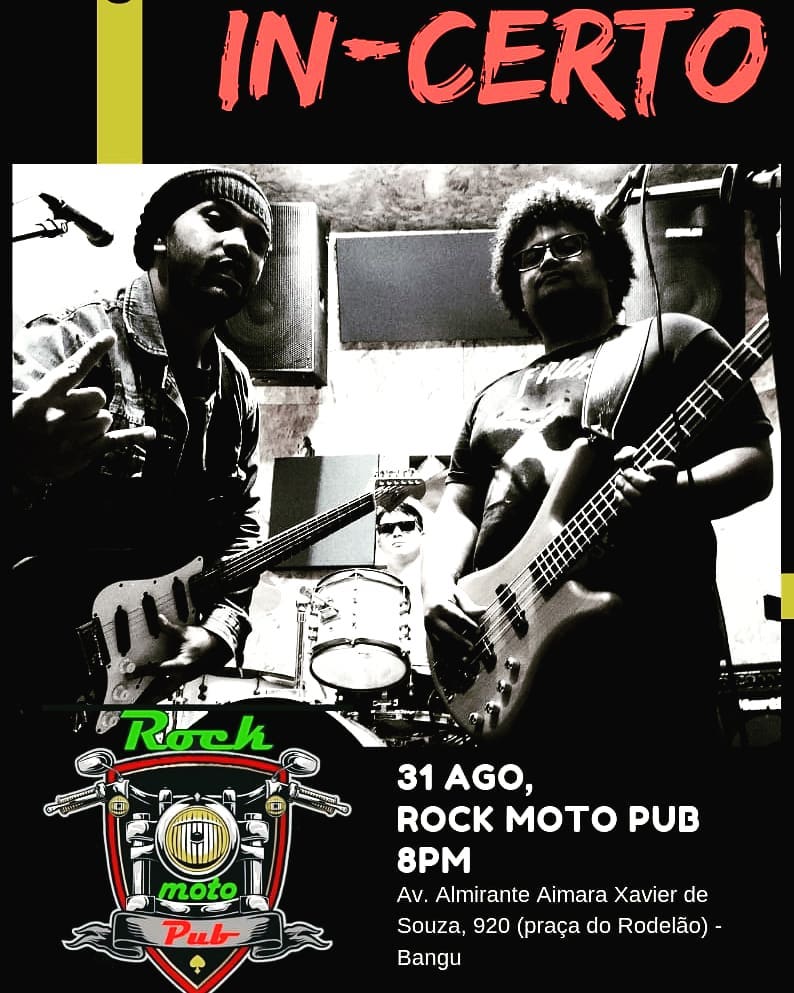 IN-CERTO
Rock
moto
Pub
31 AGO,
ROCK MOTO PUB
8PM
Av. Almirante Aimara Xavier de
Souza, 920 (praça do Rodelão) -
Bangu